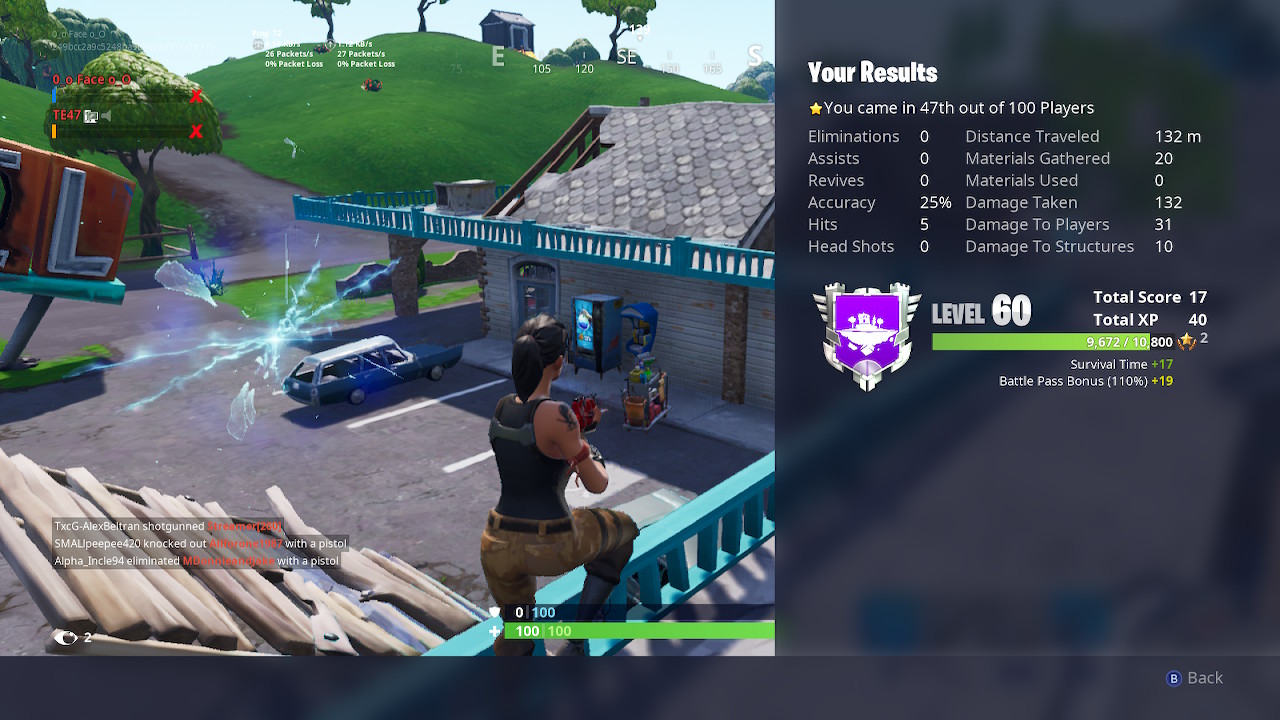 0_o Face o_O
0_o Face o_O
TE47
26 Packets/s
0% Packet Loss
27 Packets/s
0% Packet Loss
E 105 120 SE 150 165 S
L
TxcG-AlexBeltran shotgunned
SMALlpeepee420 knocked out with a pistol
Alpha_Incle94 eliminated with a pistol
2
0 | 100
100 | 100
Your Results
You came in 47th out of 100 Players
Eliminations 0 Distance Traveled 132 m
Assists 0 Materials Gathered 20
Revives 0 Materials Used 0
Accuracy 25% Damage Taken 132
Hits 5 Damage To Players 31
Head Shots 0 Damage To Structures 10
LEVEL 60
Total Score 17
Total XP 40
9,672 / 10,800 2
Survival Time +17
Battle Pass Bonus (110%) +19
B Back